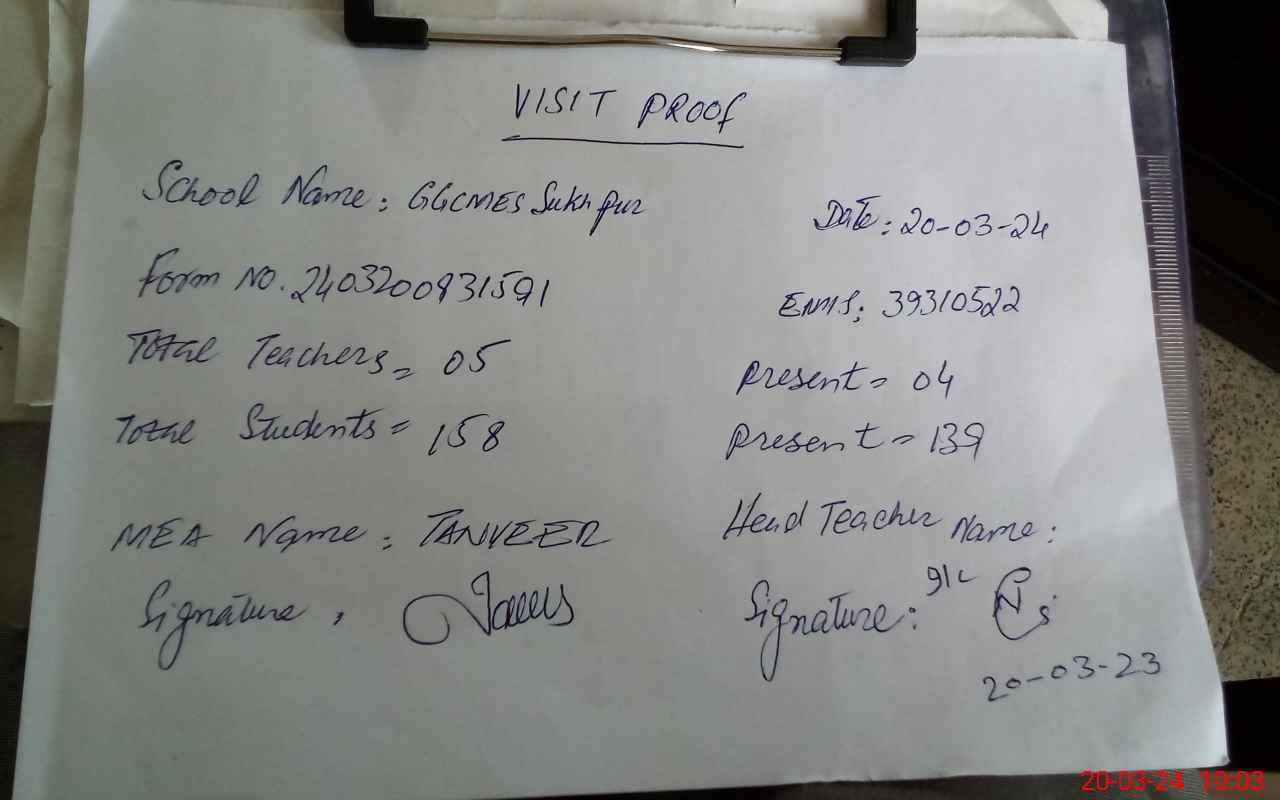 VISIT PROOF
School Name: GGCMES Sukhpur
Date: 20-03-24
Form No. 2403200931591
EMIS: 39310522
Total Teachers = 05
Present = 04
Total Students = 158
Present = 139
MEA Name: TANVEER
Head Teacher Name:
Signature:
Signature:
20-03-23
20-03-24 10:03